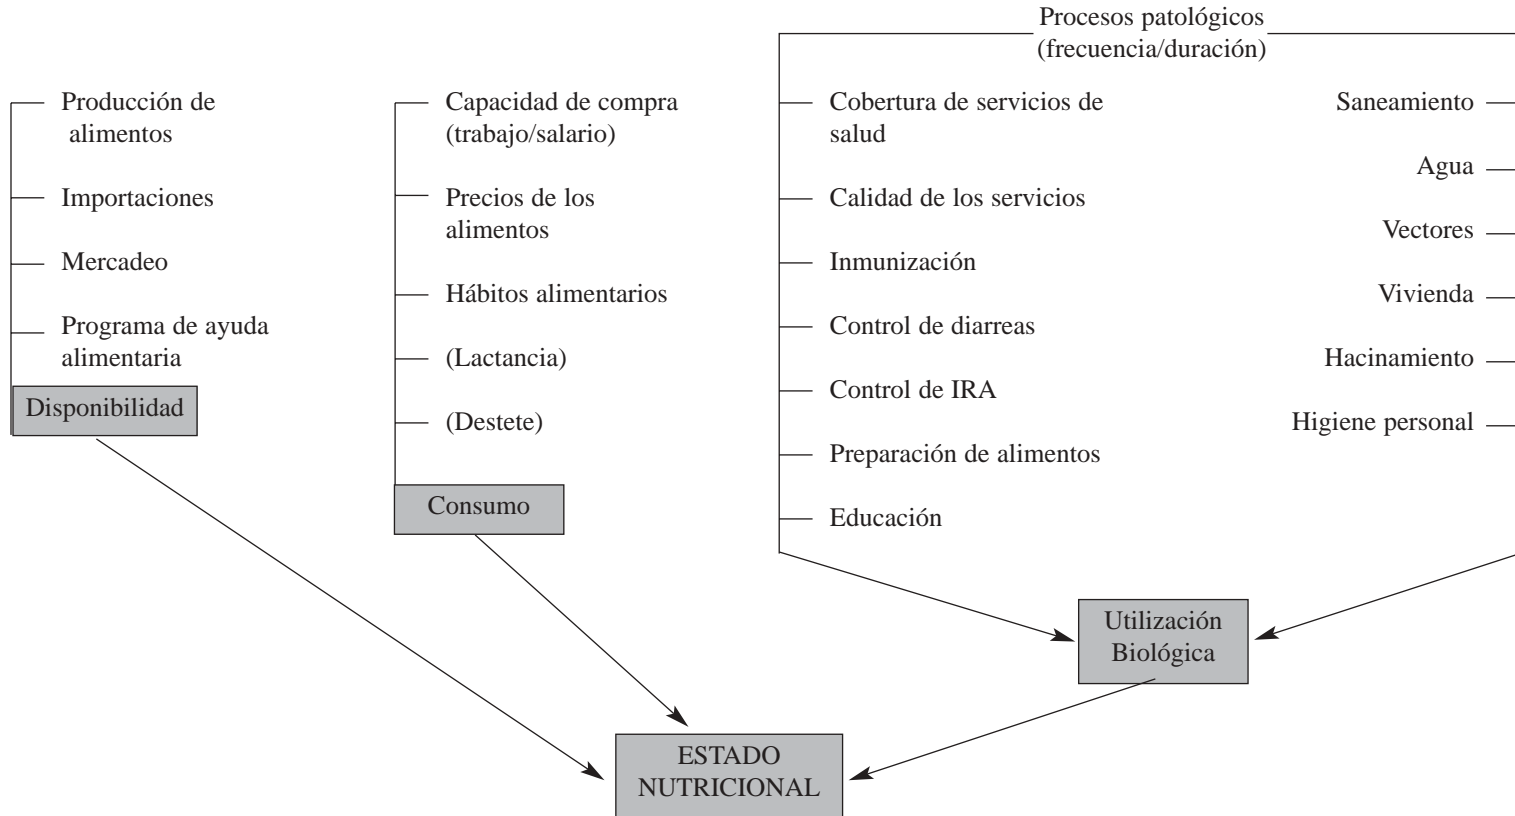 Procesos patológicos
(frecuencia/duración)
Producción de
alimentos
Importaciones
Mercadeo
Programa de ayuda
alimentaria
Disponibilidad
Capacidad de compra
(trabajo/salario)
Precios de los
alimentos
Hábitos alimentarios
(Lactancia)
(Destete)
Consumo
Cobertura de servicios de
salud
Calidad de los servicios
Inmunización
Control de diarreas
Control de IRA
Preparación de alimentos
Educación
Saneamiento
Agua
Vectores
Vivienda
Hacinamiento
Higiene personal
Utilización
Biológica
ESTADO
NUTRICIONAL